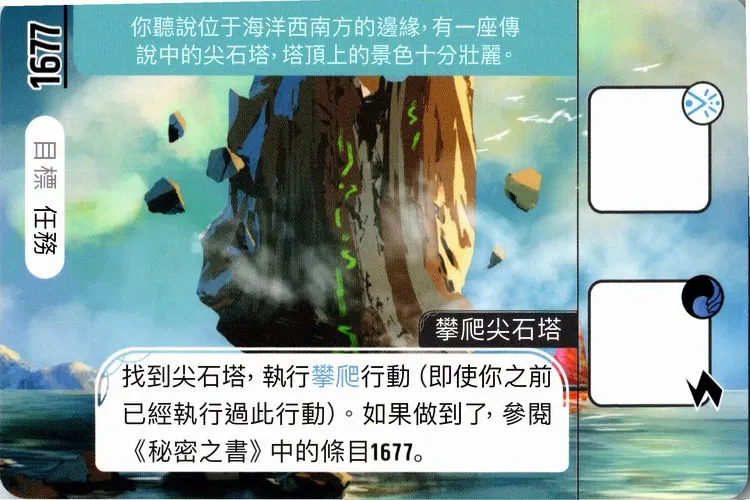 1677
你聽說位于海洋西南方的邊緣,有一座傳
說中的尖石塔,塔頂上的景色十分壯麗。
目標 任務
攀爬尖石塔
找到尖石塔,執行攀爬行動(即使你之前
已經執行過此行動)。如果做到了,參閱
《秘密之書》中的條目1677。